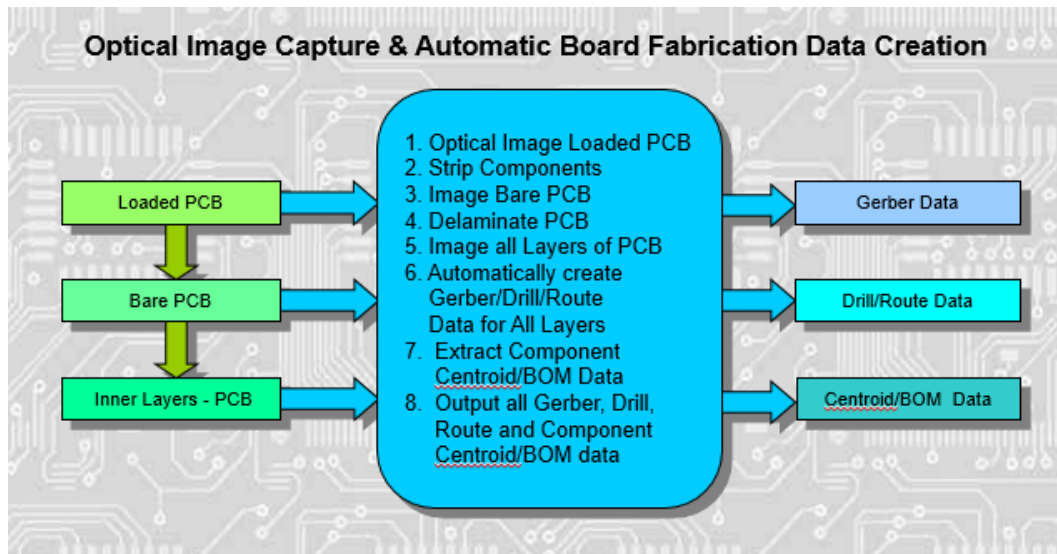 Optical Image Capture & Automatic Board Fabrication Data Creation
Loaded PCB
Bare PCB
Inner Layers - PCB
1. Optical Image Loaded PCB
2. Strip Components
3. Image Bare PCB
4. Delaminate PCB
5. Image all Layers of PCB
6. Automatically create
Gerber/Drill/Route
Data for All Layers
7. Extract Component
Centroid/BOM Data
8. Output all Gerber, Drill,
Route and Component
Centroid/BOM data
Gerber Data
Drill/Route Data
Centroid/BOM Data